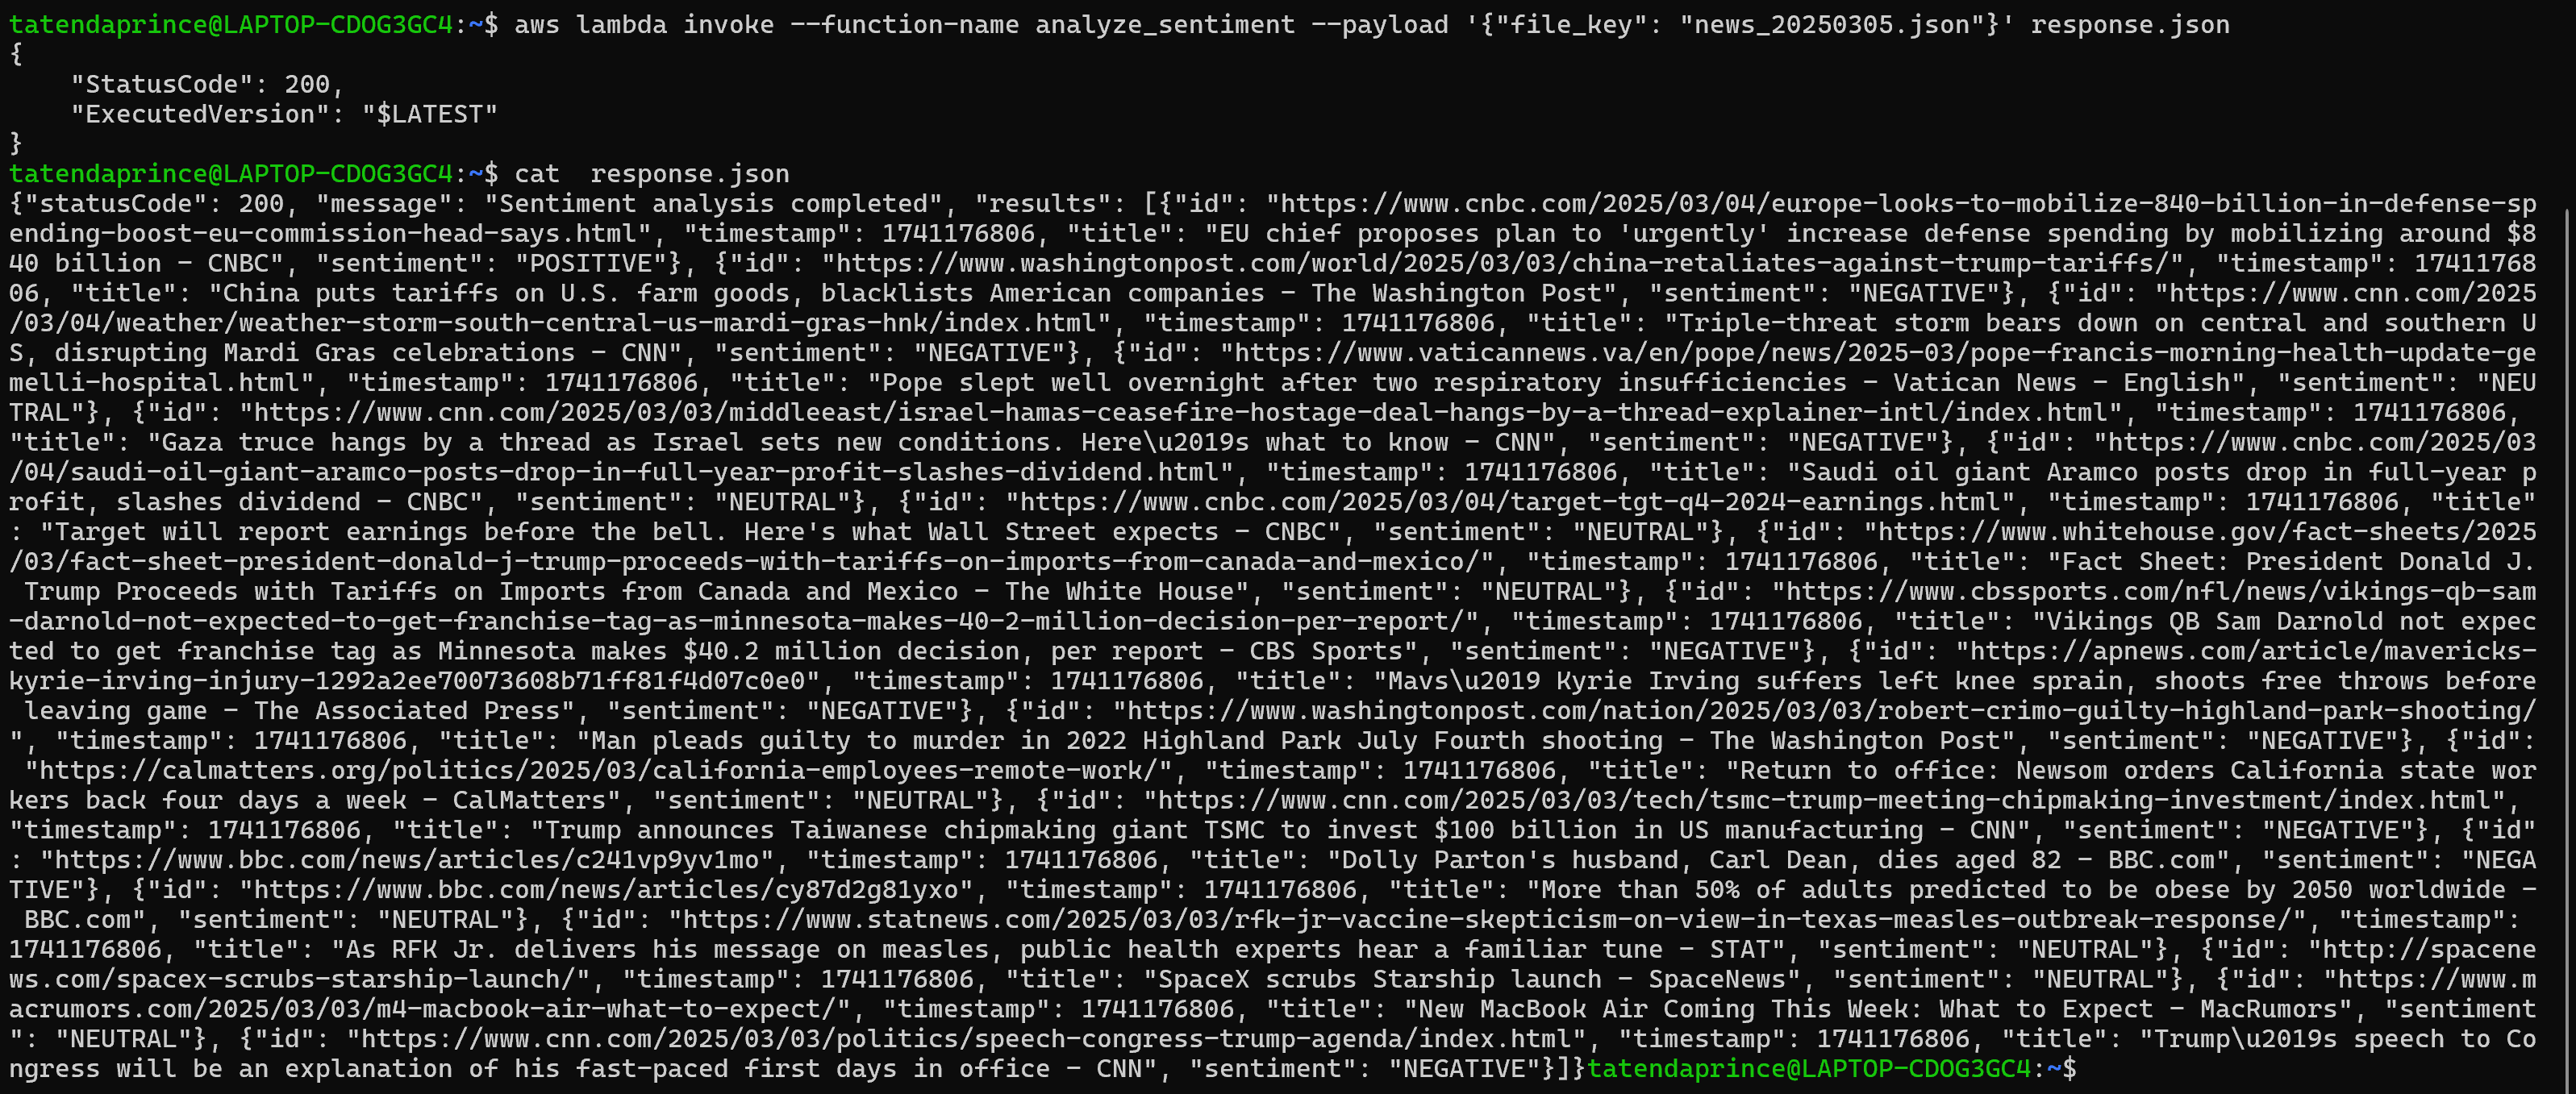 tatendaprince@LAPTOP-CDOG3GC4:~$ aws lambda invoke --function-name analyze_sentiment --payload '{"file_key": "news_20250305.json"}' response.json
{
    "StatusCode": 200,
    "ExecutedVersion": "$LATEST"
}
tatendaprince@LAPTOP-CDOG3GC4:~$ cat  response.json
{"statusCode": 200, "message": "Sentiment analysis completed", "results": [{"id": "https://www.cnbc.com/2025/03/04/europe-looks-to-mobilize-840-billion-in-defense-sp
ending-boost-eu-commission-head-says.html", "timestamp": 1741176806, "title": "EU chief proposes plan to 'urgently' increase defense spending by mobilizing around $8
40 billion - CNBC", "sentiment": "POSITIVE"}, {"id": "https://www.washingtonpost.com/world/2025/03/03/china-retaliates-against-trump-tariffs/", "timestamp": 17411768
06, "title": "China puts tariffs on U.S. farm goods, blacklists American companies - The Washington Post", "sentiment": "NEGATIVE"}, {"id": "https://www.cnn.com/2025
/03/04/weather/weather-storm-south-central-us-mardi-gras-hnk/index.html", "timestamp": 1741176806, "title": "Triple-threat storm bears down on central and southern U
S, disrupting Mardi Gras celebrations - CNN", "sentiment": "NEGATIVE"}, {"id": "https://www.vaticannews.va/en/pope/news/2025-03/pope-francis-morning-health-update-ge
melli-hospital.html", "timestamp": 1741176806, "title": "Pope slept well overnight after two respiratory insufficiencies - Vatican News - English", "sentiment": "NEU
TRAL"}, {"id": "https://www.cnn.com/2025/03/03/middleeast/israel-hamas-ceasefire-hostage-deal-hangs-by-a-thread-explainer-intl/index.html", "timestamp": 1741176806,
"title": "Gaza truce hangs by a thread as Israel sets new conditions. Here\u2019s what to know - CNN", "sentiment": "NEGATIVE"}, {"id": "https://www.cnbc.com/2025/03
/04/saudi-oil-giant-aramco-posts-drop-in-full-year-profit-slashes-dividend.html", "timestamp": 1741176806, "title": "Saudi oil giant Aramco posts drop in full-year p
rofit, slashes dividend - CNBC", "sentiment": "NEUTRAL"}, {"id": "https://www.cnbc.com/2025/03/04/target-tgt-q4-2024-earnings.html", "timestamp": 1741176806, "title"
: "Target will report earnings before the bell. Here's what Wall Street expects - CNBC", "sentiment": "NEUTRAL"}, {"id": "https://www.whitehouse.gov/fact-sheets/2025
/03/fact-sheet-president-donald-j-trump-proceeds-with-tariffs-on-imports-from-canada-and-mexico/", "timestamp": 1741176806, "title": "Fact Sheet: President Donald J.
 Trump Proceeds with Tariffs on Imports from Canada and Mexico - The White House", "sentiment": "NEUTRAL"}, {"id": "https://www.cbssports.com/nfl/news/vikings-qb-sam
-darnold-not-expected-to-get-franchise-tag-as-minnesota-makes-40-2-million-decision-per-report/", "timestamp": 1741176806, "title": "Vikings QB Sam Darnold not expec
ted to get franchise tag as Minnesota makes $40.2 million decision, per report - CBS Sports", "sentiment": "NEGATIVE"}, {"id": "https://apnews.com/article/mavericks-
kyrie-irving-injury-1292a2ee70073608b71ff81f4d07c0e0", "timestamp": 1741176806, "title": "Mavs\u2019 Kyrie Irving suffers left knee sprain, shoots free throws before
 leaving game - The Associated Press", "sentiment": "NEGATIVE"}, {"id": "https://www.washingtonpost.com/nation/2025/03/03/robert-crimo-guilty-highland-park-shooting/
", "timestamp": 1741176806, "title": "Man pleads guilty to murder in 2022 Highland Park July Fourth shooting - The Washington Post", "sentiment": "NEGATIVE"}, {"id":
 "https://calmatters.org/politics/2025/03/california-employees-remote-work/", "timestamp": 1741176806, "title": "Return to office: Newsom orders California state wor
kers back four days a week - CalMatters", "sentiment": "NEUTRAL"}, {"id": "https://www.cnn.com/2025/03/03/tech/tsmc-trump-meeting-chipmaking-investment/index.html",
"timestamp": 1741176806, "title": "Trump announces Taiwanese chipmaking giant TSMC to invest $100 billion in US manufacturing - CNN", "sentiment": "NEGATIVE"}, {"id"
: "https://www.bbc.com/news/articles/c241vp9yv1mo", "timestamp": 1741176806, "title": "Dolly Parton's husband, Carl Dean, dies aged 82 - BBC.com", "sentiment": "NEGA
TIVE"}, {"id": "https://www.bbc.com/news/articles/cy87d2g81yxo", "timestamp": 1741176806, "title": "More than 50% of adults predicted to be obese by 2050 worldwide -
 BBC.com", "sentiment": "NEUTRAL"}, {"id": "https://www.statnews.com/2025/03/03/rfk-jr-vaccine-skepticism-on-view-in-texas-measles-outbreak-response/", "timestamp":
1741176806, "title": "As RFK Jr. delivers his message on measles, public health experts hear a familiar tune - STAT", "sentiment": "NEUTRAL"}, {"id": "http://spacene
ws.com/spacex-scrubs-starship-launch/", "timestamp": 1741176806, "title": "SpaceX scrubs Starship launch - SpaceNews", "sentiment": "NEUTRAL"}, {"id": "https://www.m
acrumors.com/2025/03/03/m4-macbook-air-what-to-expect/", "timestamp": 1741176806, "title": "New MacBook Air Coming This Week: What to Expect - MacRumors", "sentiment
": "NEUTRAL"}, {"id": "https://www.cnn.com/2025/03/03/politics/speech-congress-trump-agenda/index.html", "timestamp": 1741176806, "title": "Trump\u2019s speech to Co
ngress will be an explanation of his fast-paced first days in office - CNN", "sentiment": "NEGATIVE"}]}tatendaprince@LAPTOP-CDOG3GC4:~$